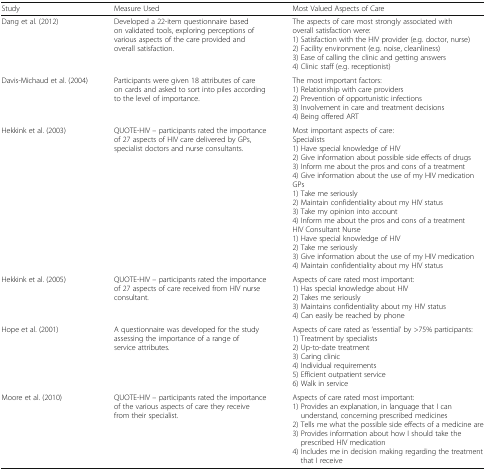 Study Measure Used Most Valued Aspects of Care
Dang et al. (2012) Developed a 22-item questionnaire based The aspects of care most strongly associated with
on validated tools, exploring perceptions of overall satisfaction were:
various aspects of the care provided and 1) Satisfaction with the HIV provider (e.g. doctor, nurse)
overall satisfaction. 2) Facility environment (e.g. noise, cleanliness)
3) Ease of calling the clinic and getting answers
4) Clinic staff (e.g. receptionist)
Davis-Michaud et al. (2004) Participants were given 18 attributes of care The most important factors:
on cards and asked to sort into piles according 1) Relationship with care providers
to the level of importance. 2) Prevention of opportunistic infections
3) Involvement in care and treatment decisions
4) Being offered ART
Hekkink et al. (2003) QUOTE-HIV – participants rated the importance Most important aspects of care:
of 27 aspects of HIV care delivered by GPs, Specialists
specialist doctors and nurse consultants. 1) Have special knowledge of HIV
2) Give information about possible side effects of drugs
3) Inform me about the pros and cons of a treatment
4) Give information about the use of my HIV medication
GPs
1) Take me seriously
2) Maintain confidentiality about my HIV status
3) Take my opinion into account
4) Inform me about the pros and cons of a treatment
HIV Consultant Nurse
1) Have special knowledge of HIV
2) Take me seriously
3) Give information about the use of my HIV medication
4) Maintain confidentiality about my HIV status
Hekkink et al. (2005) QUOTE-HIV – participants rated the importance Aspects of care rated most important:
of 27 aspects of care received from HIV nurse 1) Has special knowledge about HIV
consultant. 2) Takes me seriously
3) Maintains confidentiality about my HIV status
4) Can easily be reached by phone
Hope et al. (2001) A questionnaire was developed for the study Aspects of care rated as 'essential' by >75% participants:
assessing the importance of a range of 1) Treatment by specialists
service attributes. 2) Up-to-date treatment
3) Caring clinic
4) Individual requirements
5) Efficient outpatient service
6) Walk in service
Moore et al. (2010) QUOTE-HIV – participants rated the importance Aspects of care rated most important:
of the various aspects of care they receive 1) Provides an explanation, in language that I can
from their specialist. understand, concerning prescribed medicines
2) Tells me what the possible side effects of a medicine are
3) Provides information about how I should take the
prescribed HIV medication
4) Includes me in decision making regarding the treatment
that I receive